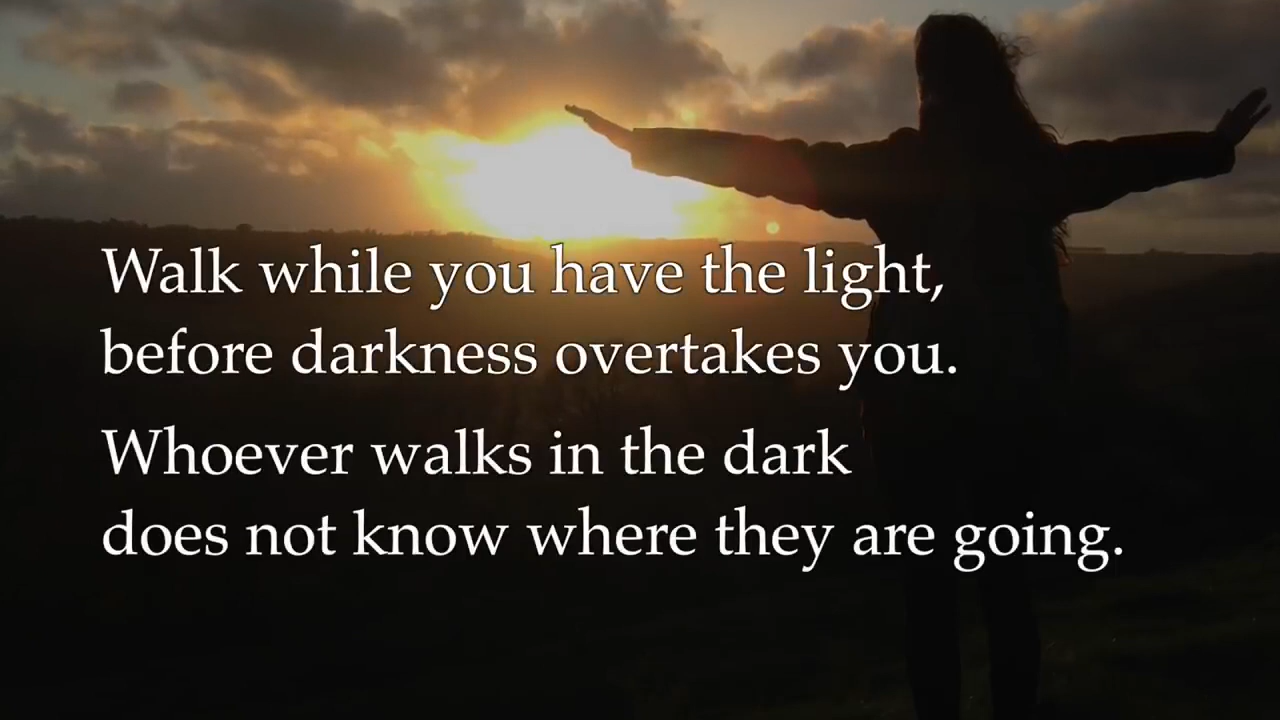 Walk while you have the light,
before darkness overtakes you.
Whoever walks in the dark
does not know where they are going.